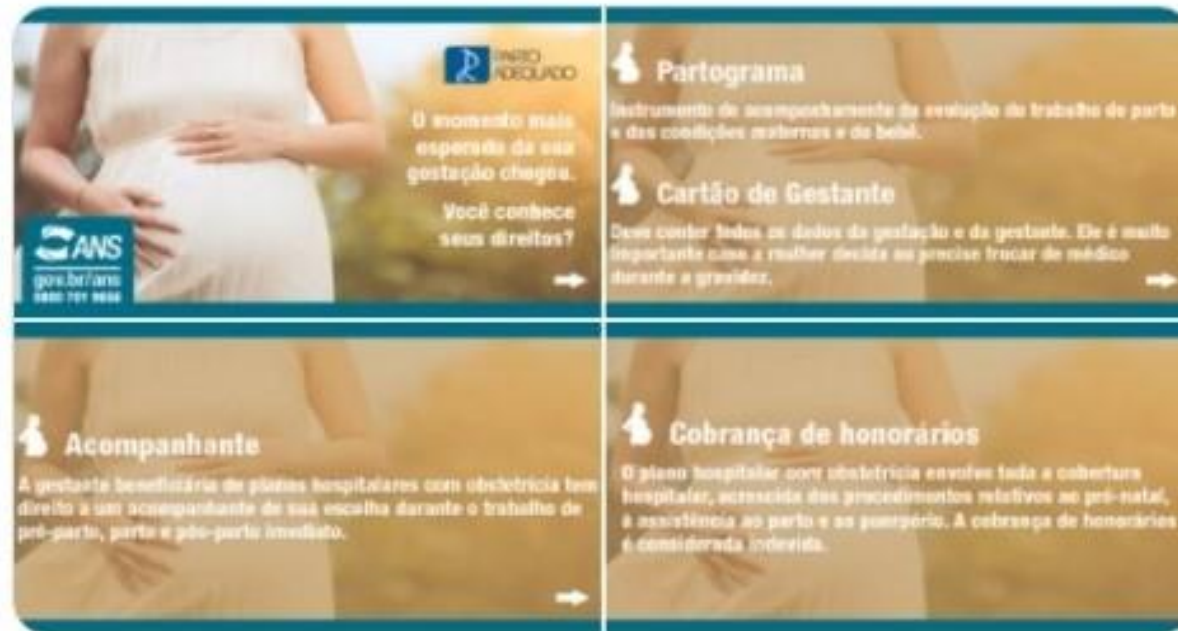 PARTO
ADEQUADO
O momento mais
esperado da sua
gestação chegou.
Você conhece
seus direitos?
ANS
gov.br/ans
0800 701 9656
Partograma
Instrumento de acompanhamento da evolução do trabalho de parto
e das condições maternas e do bebê.
Cartão de Gestante
Deve conter todos os dados da gestação e da gestante. Ele é muito
importante caso a mulher decida ou precise trocar de médico
durante a gravidez.
Acompanhante
A gestante beneficiária de planos hospitalares com obstetrícia tem
direito a um acompanhante de sua escolha durante o trabalho de
pré-parto, parto e pós-parto imediato.
Cobrança de honorários
O plano hospitalar com obstetrícia envolve toda a cobertura
hospitalar, acrescida dos procedimentos relativos ao pré-natal,
à assistência ao parto e ao puerpério. A cobrança de honorários
é considerada indevida.